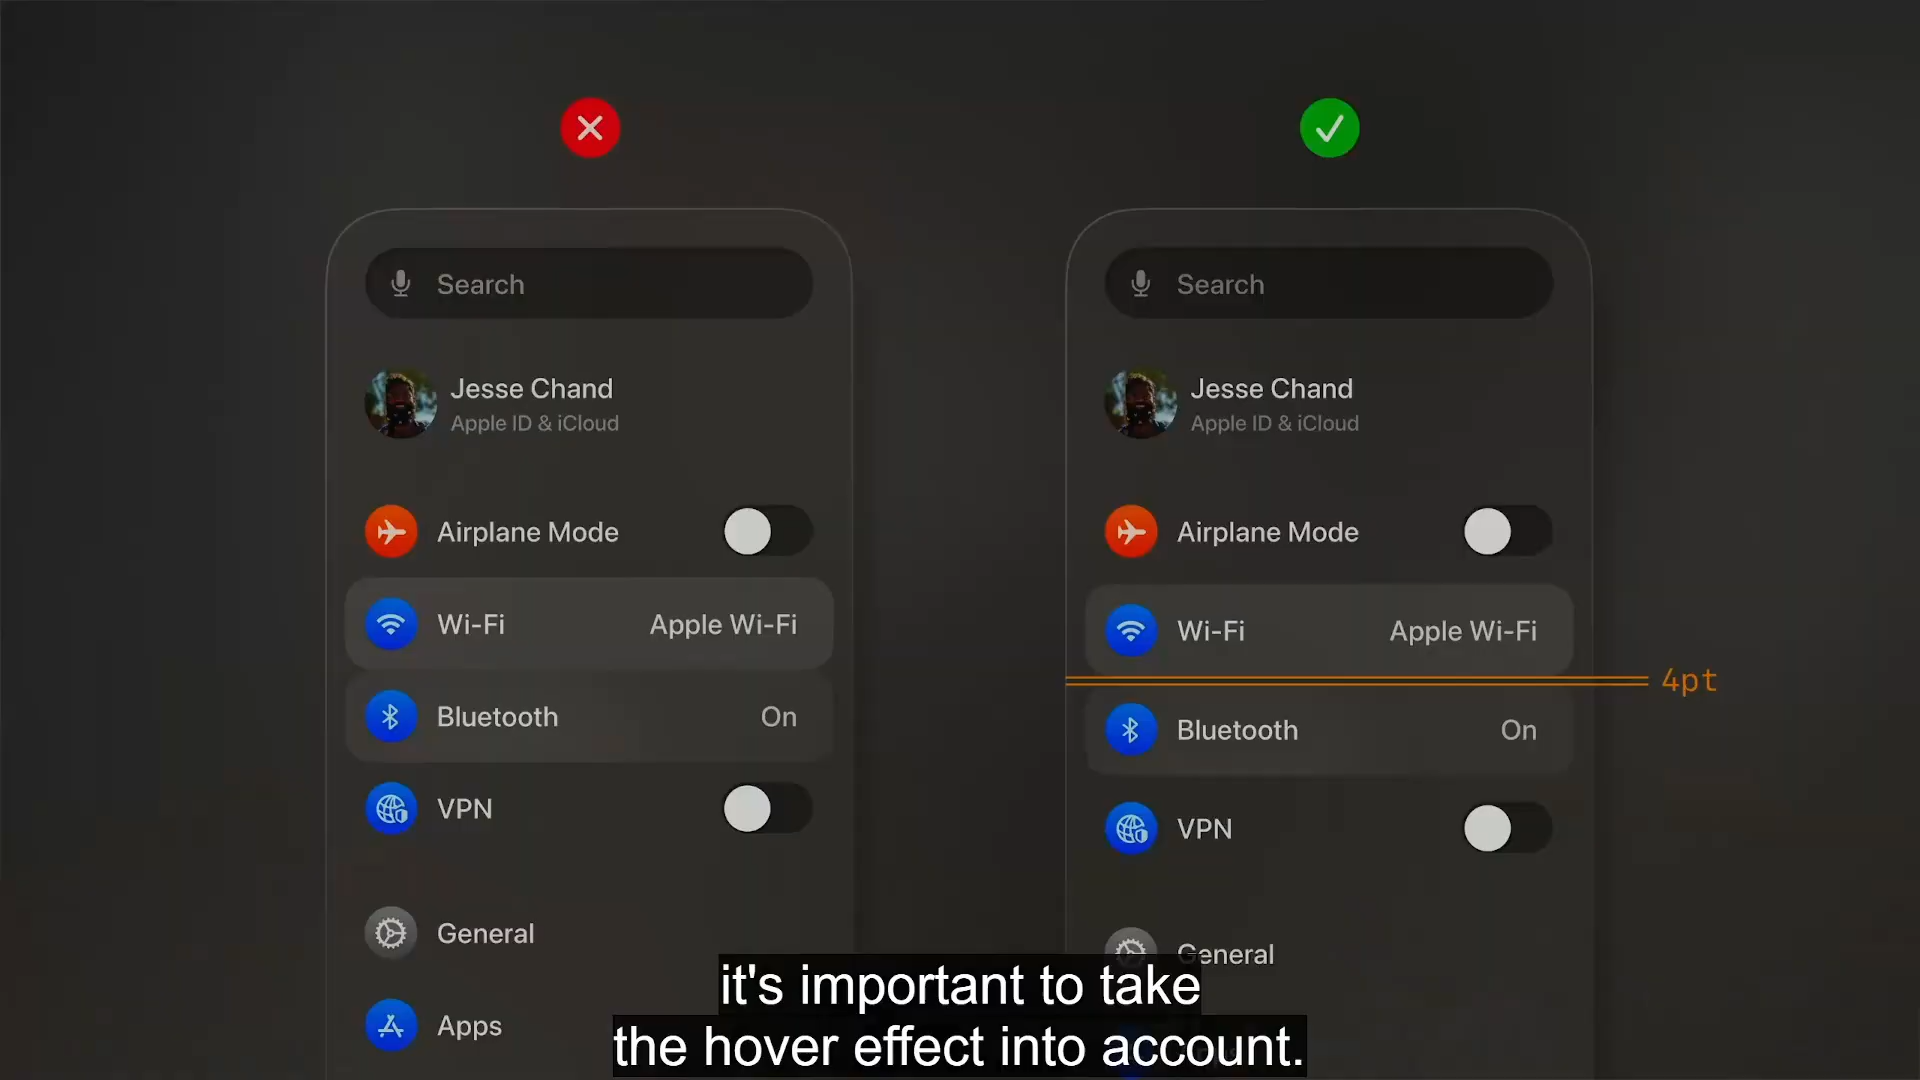 Search
Jesse Chand
Apple ID & iCloud
Airplane Mode
Wi-Fi Apple Wi-Fi
Bluetooth On
VPN
General
Apps
Search
Jesse Chand
Apple ID & iCloud
Airplane Mode
Wi-Fi Apple Wi-Fi
4pt
Bluetooth On
VPN
General
it's important to take
the hover effect into account.